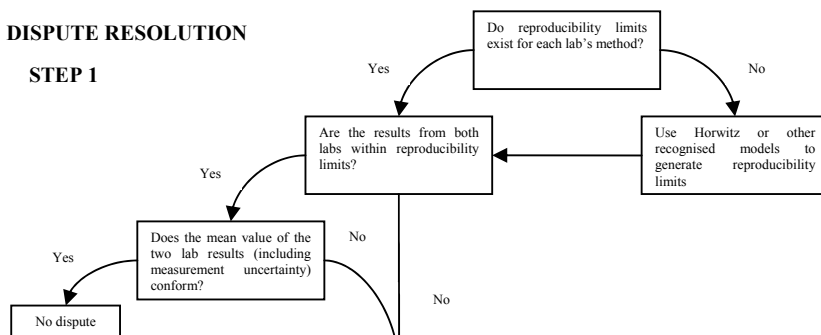 DISPUTE RESOLUTION
STEP 1
Do reproducibility limits
exist for each lab's method?
Yes
No
Are the results from both
labs within reproducibility
limits?
Use Horwitz or other
recognised models to
generate reproducibility
limits
Yes
Does the mean value of the
two lab results (including
measurement uncertainty)
conform?
No
Yes
No
No dispute